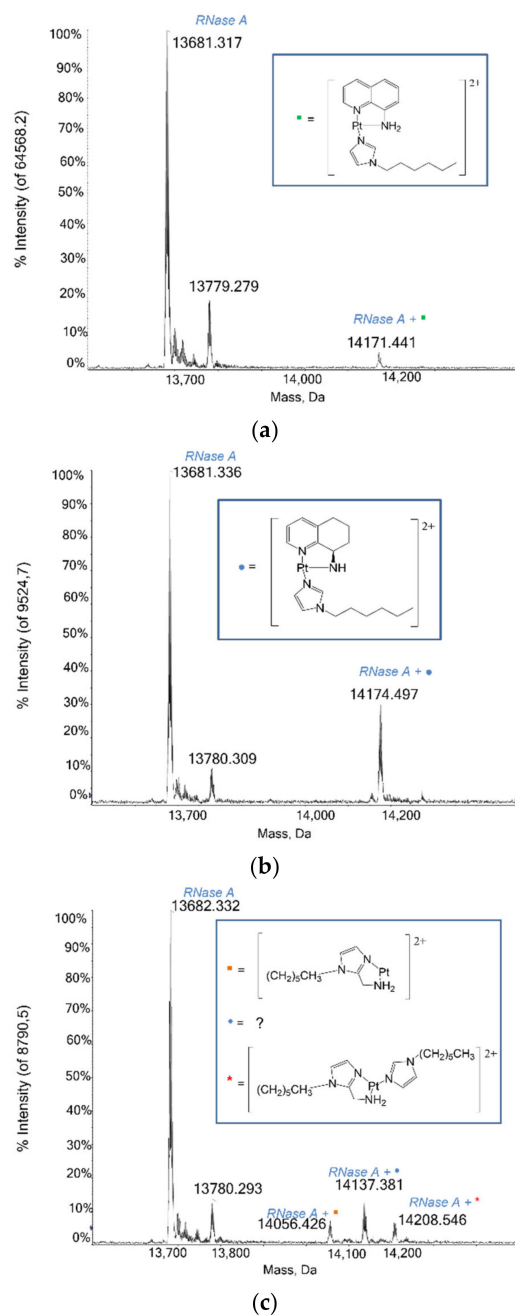 RNase A
13681.317
100%
90%
80%
70%
60%
50%
40%
30%
20%
10%
0%
% Intensity (of 64568.2)
■ =
2+
N
Pt
NH2
N
N
13779.279
RNase A + ■
14171.441
13,700
14,000
14,200
Mass, Da
(a)
RNase A
13681.336
100%
90%
80%
70%
60%
50%
40%
30%
20%
10%
0%
% Intensity (of 9524,7)
● =
2+
N
Pt
NH
N
N
RNase A + ●
14174.497
13780.309
13,700
14,000
14,200
Mass, Da
(b)
RNase A
13682.332
100%
90%
80%
70%
60%
50%
40%
30%
20%
10%
0%
% Intensity (of 8790,5)
■ =
2+
(CH2)5CH3
N
N
Pt
NH2
♦ = ?
* =
2+
(CH2)5CH3
N
N
Pt
N
N
(CH2)5CH3
NH2
13780.293
RNase A + ■
14056.426
RNase A + ♦
14137.381
RNase A + *
14208.546
13,700
13,800
14,100
14,200
Mass, Da
(c)